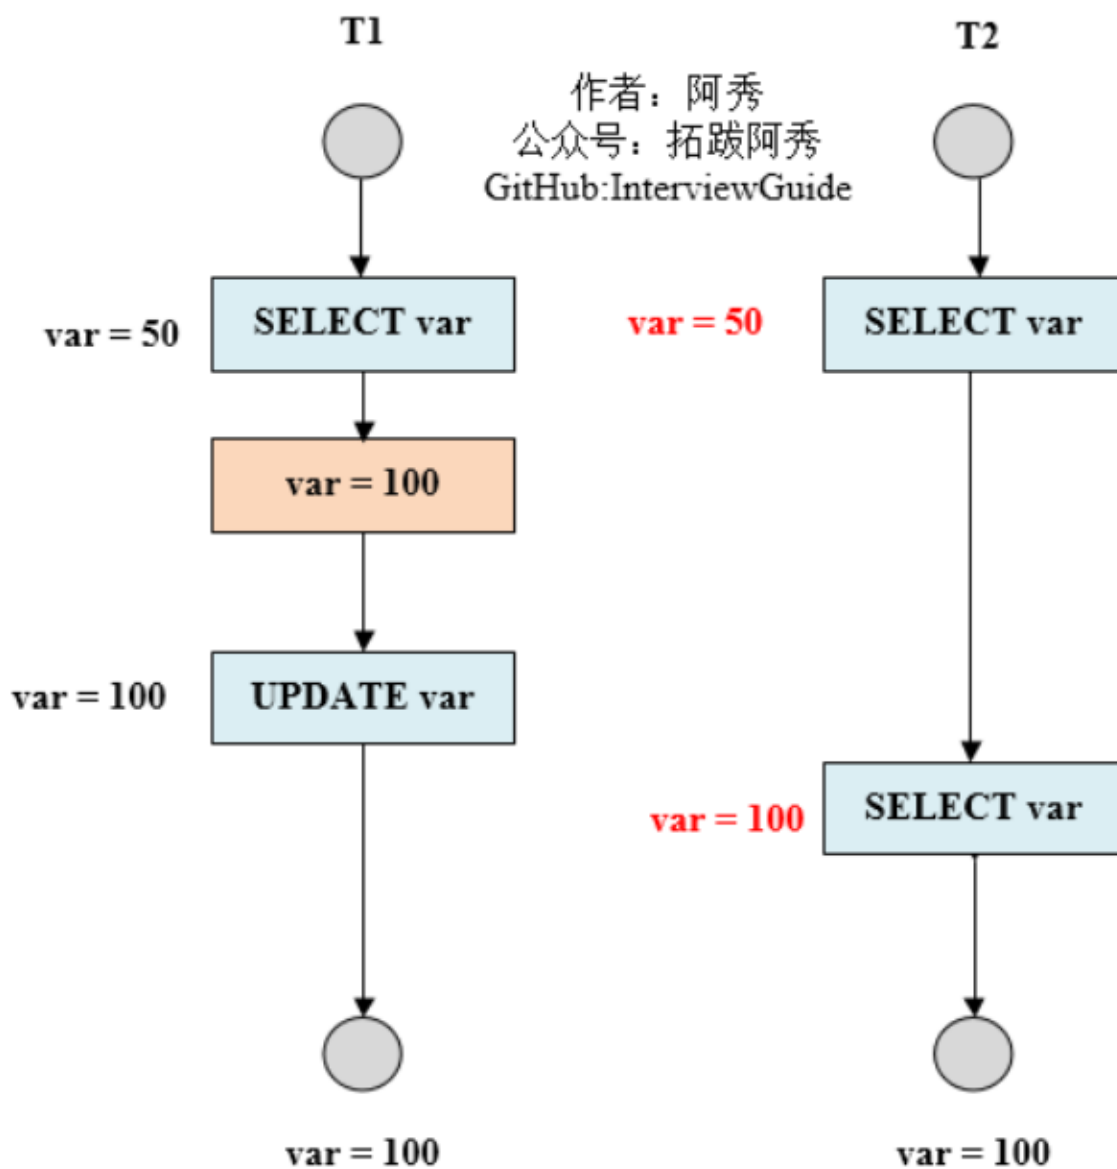 T1
T2
作者：阿秀
公众号：拓跋阿秀
GitHub:InterviewGuide
var = 50
SELECT var
var = 50
SELECT var
var = 100
var = 100
UPDATE var
var = 100
SELECT var
var = 100
var = 100